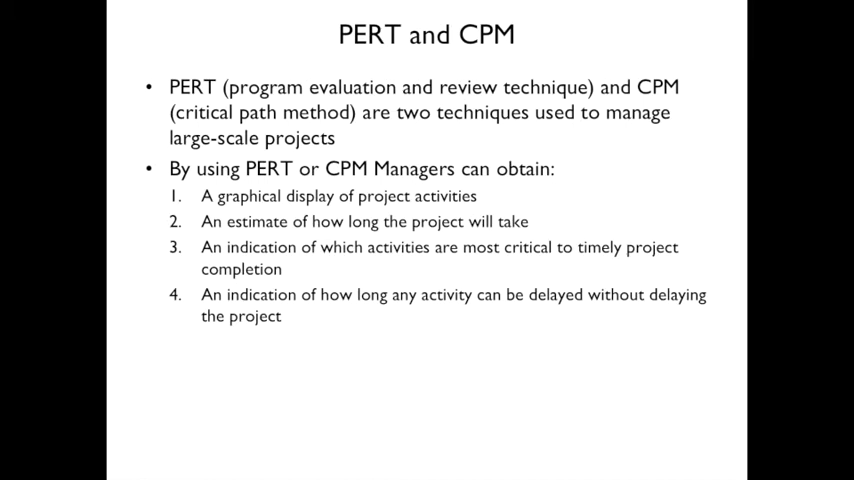 PERT and CPM
• PERT (program evaluation and review technique) and CPM
(critical path method) are two techniques used to manage
large-scale projects
• By using PERT or CPM Managers can obtain:
1. A graphical display of project activities
2. An estimate of how long the project will take
3. An indication of which activities are most critical to timely project
completion
4. An indication of how long any activity can be delayed without delaying
the project